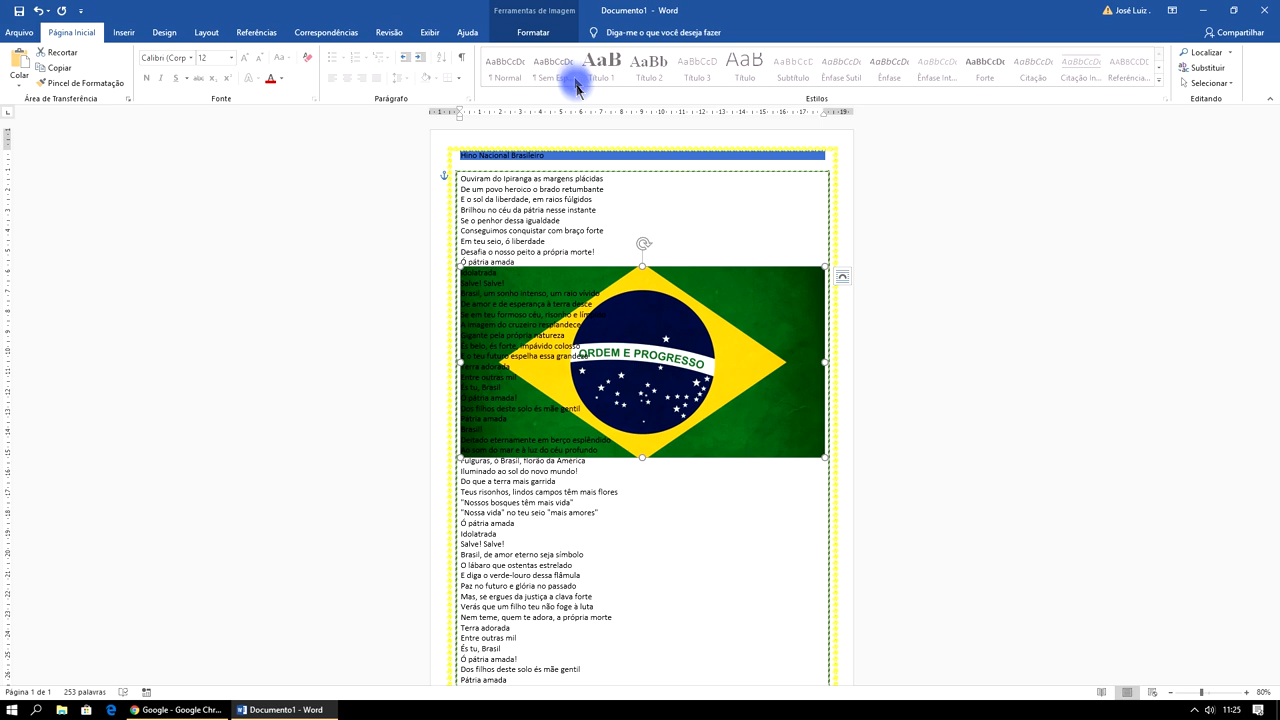 Ferramentas de Imagem
Documento1 - Word
José Luiz .
Arquivo
Página Inicial
Inserir
Design
Layout
Referências
Correspondências
Revisão
Exibir
Ajuda
Formatar
Diga-me o que você deseja fazer
Compartilhar
Colar
Recortar
Copiar
Pincel de Formatação
Área de Transferência
Calibri (Corp
12
Fonte
Parágrafo
¶ Normal
Título 1
Título 2
Título 3
Título
Subtítulo
Ênfase Sutil
Ênfase
Ênfase Int...
Forte
Citação
Citação In...
Referência...
Estilos
Localizar
Substituir
Selecionar
Editando
Hino Nacional Brasileiro
Ouviram do Ipiranga as margens plácidas
De um povo heroico o brado retumbante
E o sol da liberdade, em raios fúlgidos
Brilhou no céu da pátria nesse instante
Se o penhor dessa igualdade
Conseguimos conquistar com braço forte
Em teu seio, ó liberdade
Desafia o nosso peito a própria morte!
Ó pátria amada
Idolatrada
Salve! Salve!
Brasil, um sonho intenso, um raio vívido
De amor e de esperança à terra desce
Se em teu formoso céu, risonho e límpido
A imagem do cruzeiro resplandece
Gigante pela própria natureza
És belo, és forte, impávido colosso
E o teu futuro espelha essa grandeza
ORDEM E PROGRESSO
Terra adorada
Entre outras mil
És tu, Brasil
Ó pátria amada!
Dos filhos deste solo és mãe gentil
Pátria amada
Brasil!
Deitado eternamente em berço esplêndido
Ao som do mar e à luz do céu profundo
Fulguras, ó Brasil, florão da América
Iluminado ao sol do novo mundo!
Do que a terra mais garrida
Teus risonhos, lindos campos têm mais flores
"Nossos bosques têm mais vida"
"Nossa vida" no teu seio "mais amores"
Ó pátria amada
Idolatrada
Salve! Salve!
Brasil, de amor eterno seja símbolo
O lábaro que ostentas estrelado
E diga o verde-louro dessa flâmula
Paz no futuro e glória no passado
Mas, se ergues da justiça a clava forte
Verás que um filho teu não foge à luta
Nem teme, quem te adora, a própria morte
Terra adorada
Entre outras mil
És tu, Brasil
Ó pátria amada!
Dos filhos deste solo és mãe gentil
Pátria amada
Página 1 de 1
253 palavras
80%
Google - Google Chr...
Documento1 - Word
11:25